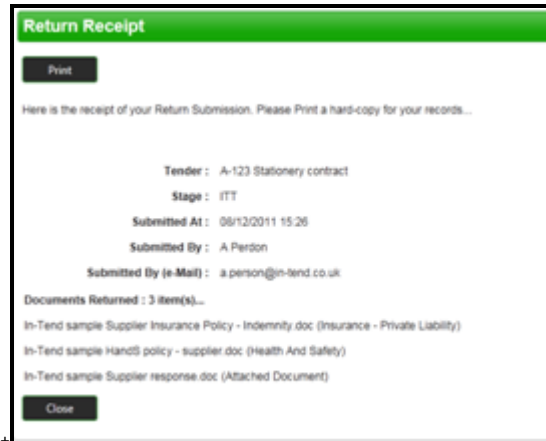 Return Receipt
Print
Here is the receipt of your Return Submission. Please Print a hard-copy for your records...
Tender : A-123 Stationery contract
Stage : ITT
Submitted At : 08/12/2011 15:26
Submitted By : A Perdon
Submitted By (e-Mail) : a.person@in-tend.co.uk
Documents Returned : 3 item(s)...
In-Tend sample Supplier Insurance Policy - Indemnity.doc (Insurance - Private Liability)
In-Tend sample HandS policy - supplier.doc (Health And Safety)
In-Tend sample Supplier response.doc (Attached Document)
Close